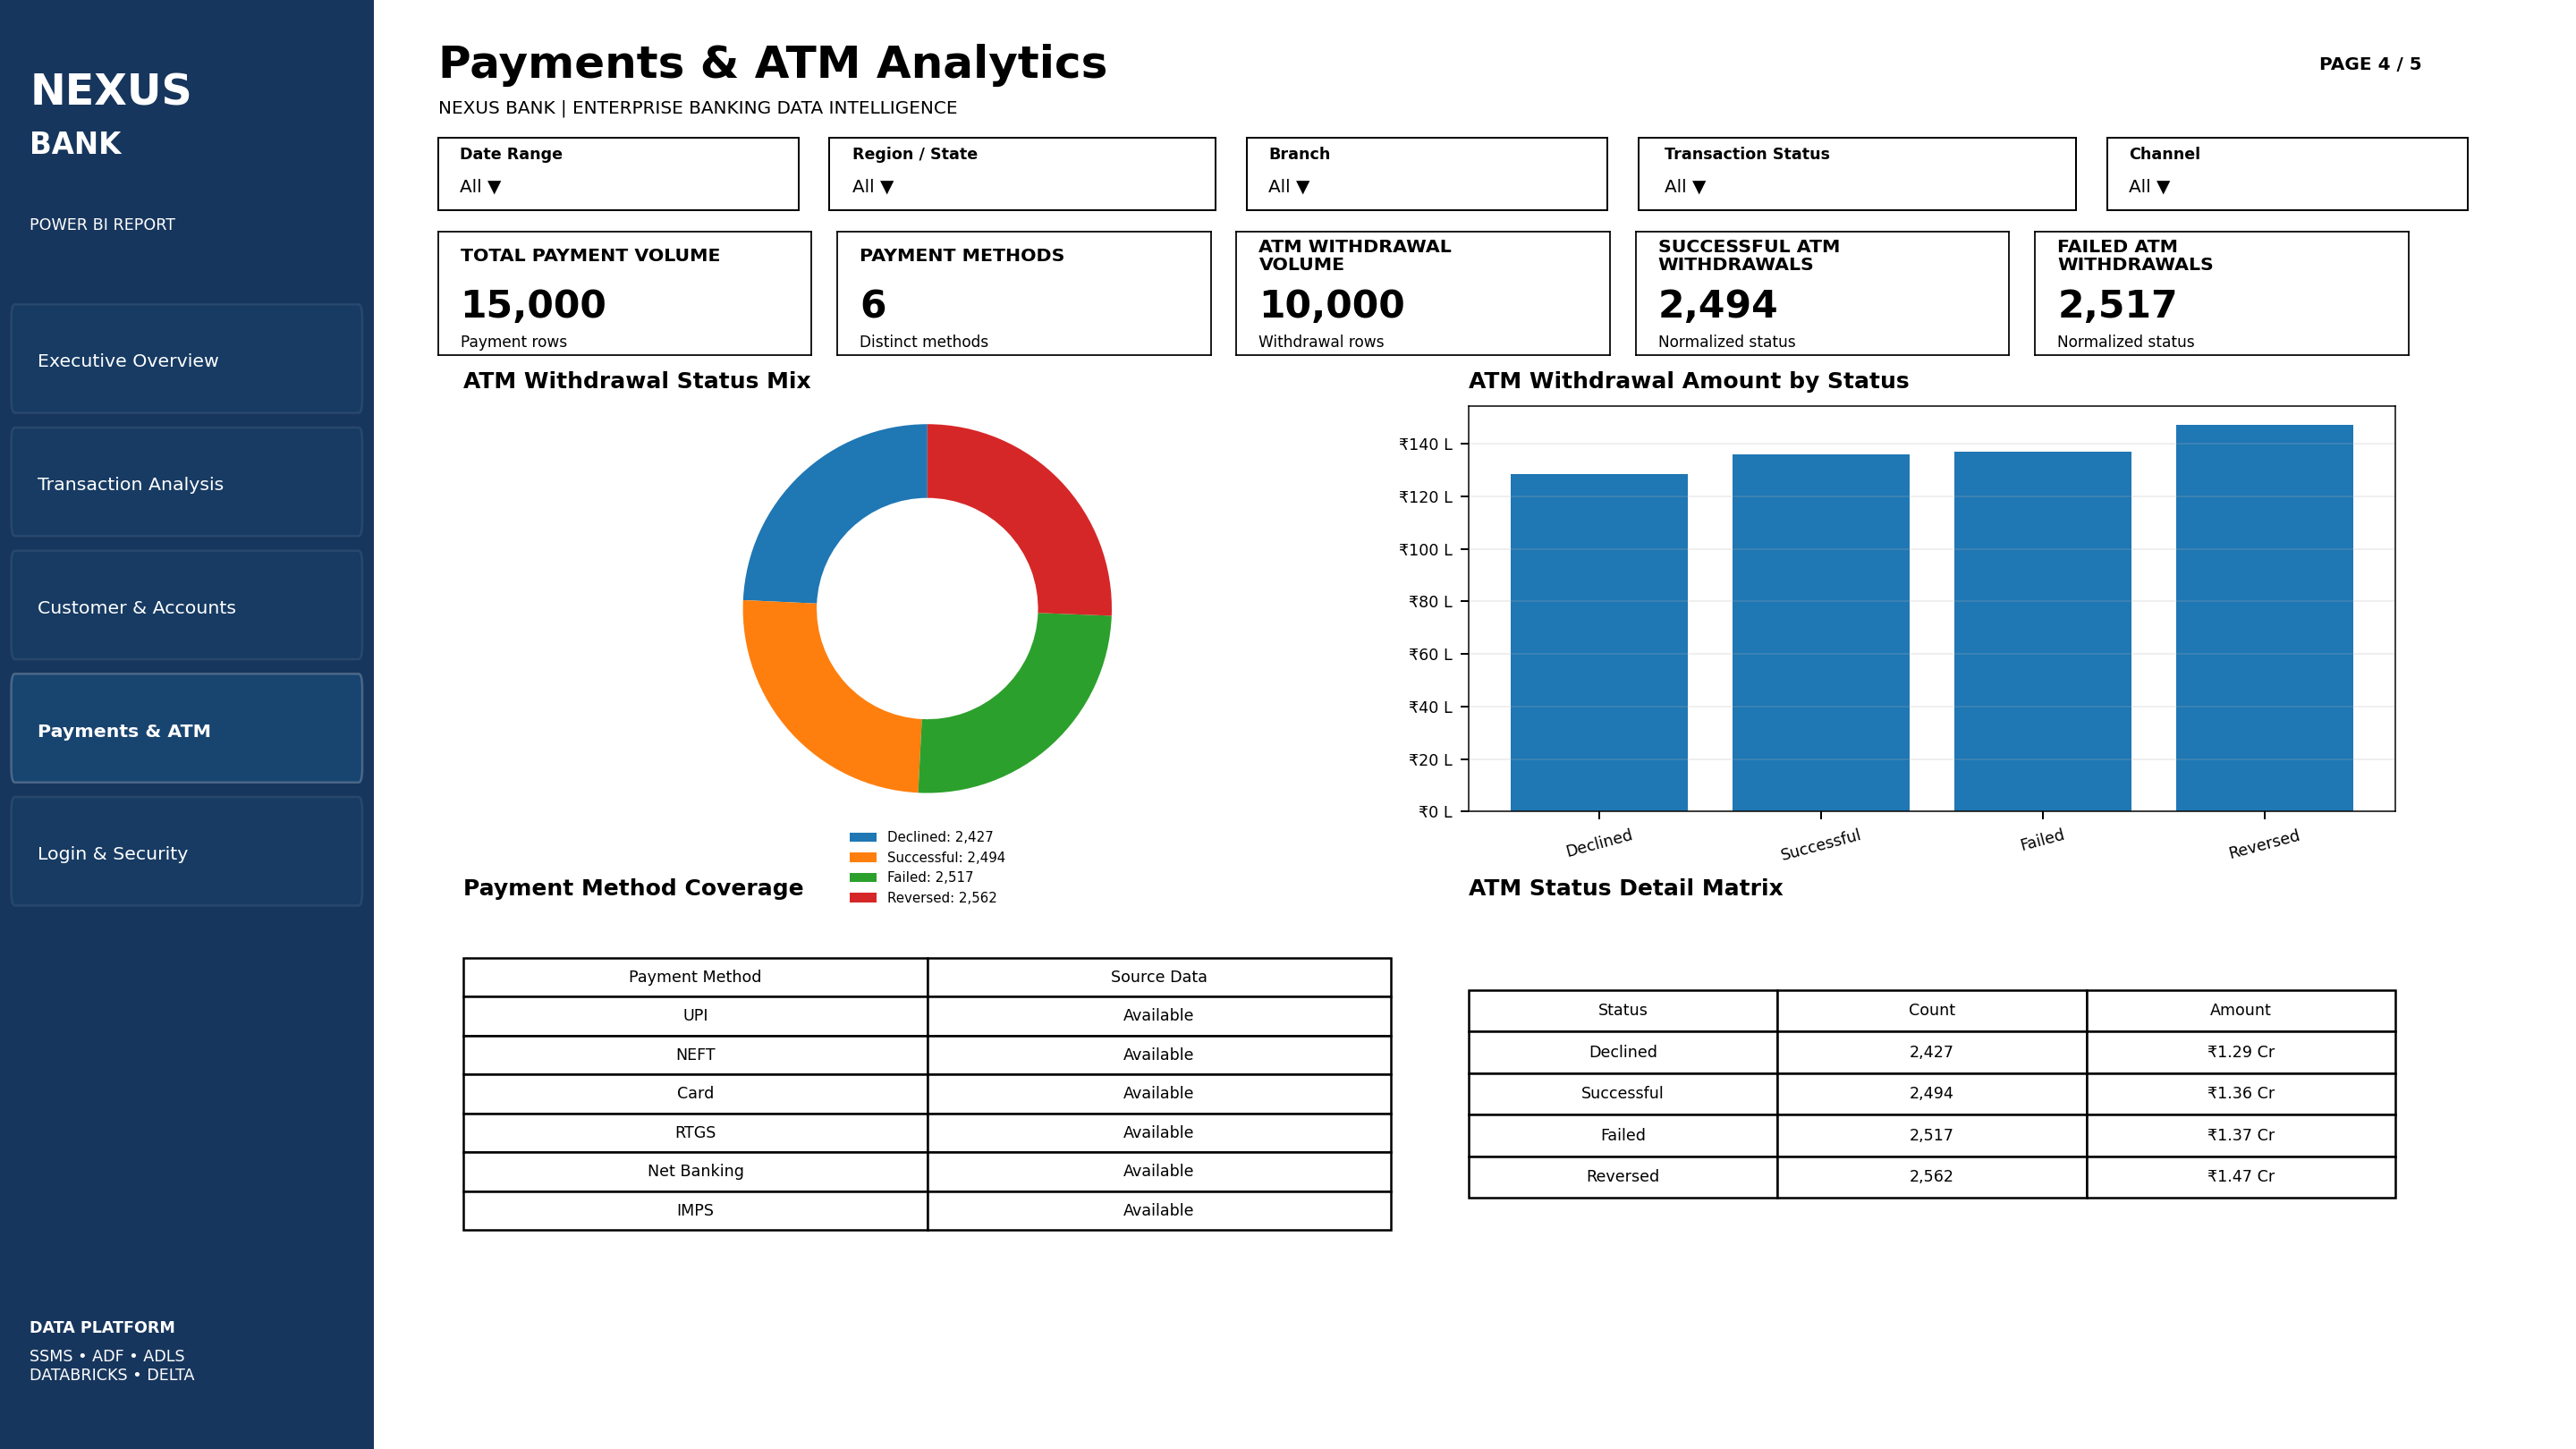 NEXUS
BANK
POWER BI REPORT
Executive Overview
Transaction Analysis
Customer & Accounts
Payments & ATM
Login & Security
DATA PLATFORM
SSMS • ADF • ADLS
DATABRICKS • DELTA
Payments & ATM Analytics
PAGE 4 / 5
NEXUS BANK | ENTERPRISE BANKING DATA INTELLIGENCE
Date Range
All ▼
Region / State
All ▼
Branch
All ▼
Transaction Status
All ▼
Channel
All ▼
TOTAL PAYMENT VOLUME
15,000
Payment rows
PAYMENT METHODS
6
Distinct methods
ATM WITHDRAWAL
VOLUME
10,000
Withdrawal rows
SUCCESSFUL ATM
WITHDRAWALS
2,494
Normalized status
FAILED ATM
WITHDRAWALS
2,517
Normalized status
ATM Withdrawal Status Mix
Declined: 2,427
Successful: 2,494
Failed: 2,517
Reversed: 2,562
ATM Withdrawal Amount by Status
₹140 L
₹120 L
₹100 L
₹80 L
₹60 L
₹40 L
₹20 L
₹0 L
Declined Successful Failed Reversed
Payment Method Coverage
Payment Method Source Data
UPI Available
NEFT Available
Card Available
RTGS Available
Net Banking Available
IMPS Available
ATM Status Detail Matrix
Status Count Amount
Declined 2,427 ₹1.29 Cr
Successful 2,494 ₹1.36 Cr
Failed 2,517 ₹1.37 Cr
Reversed 2,562 ₹1.47 Cr